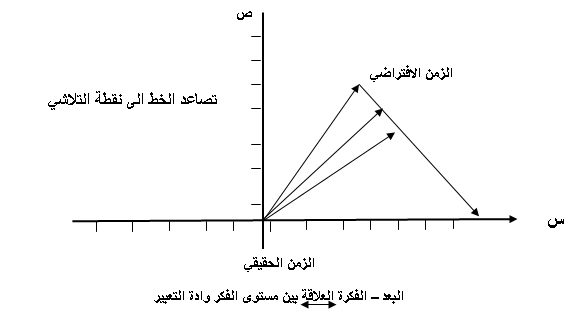 ص
الزمن الافتراضي
تصاعد الخط الى نقطة التلاشي
س
الزمن الحقيقي
البعد – الفكرة العلاقة بين مستوى الفكر وادة التعبير